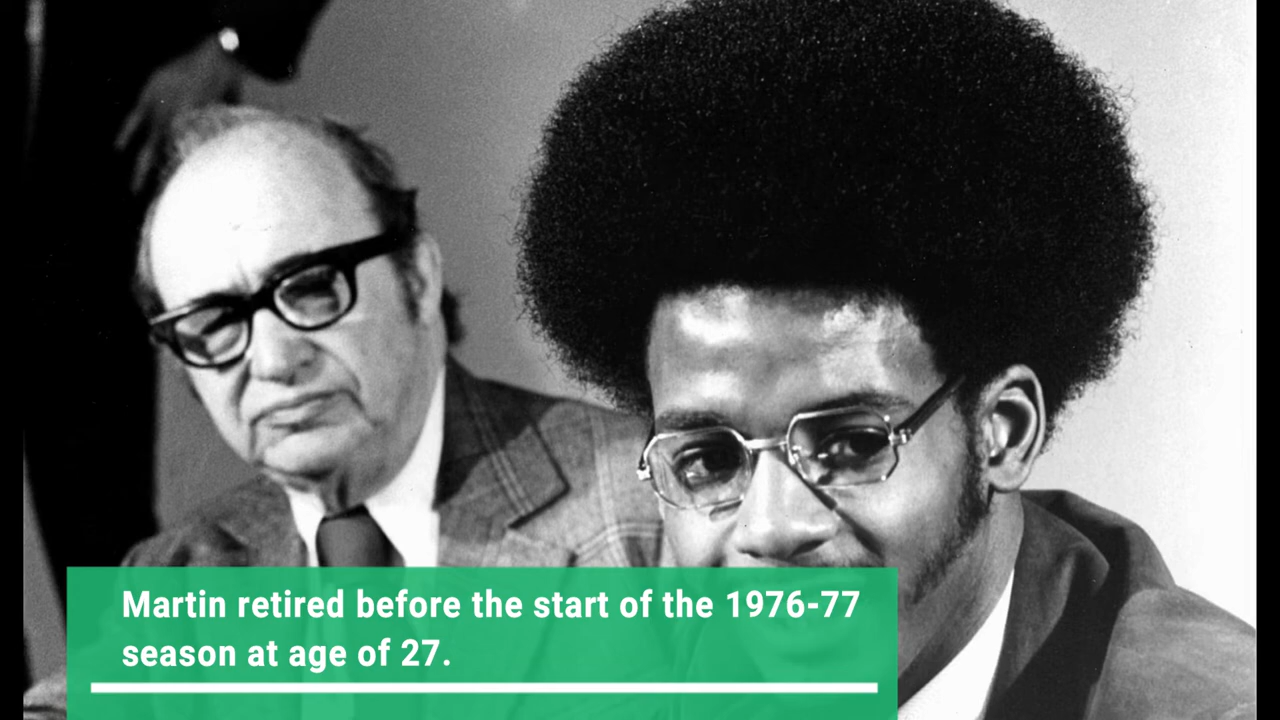 Martin retired before the start of the 1976-77
season at age of 27.